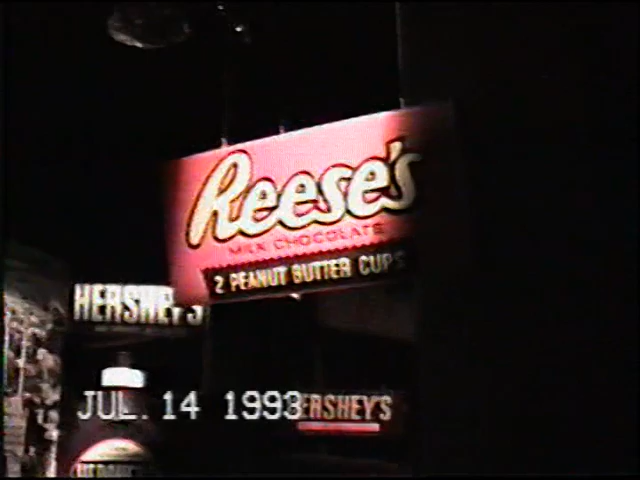 Reese's
MILK CHOCOLATE
2 PEANUT BUTTER CUPS
HERSHEY'S
JUL. 14 1993
HERSHEY'S